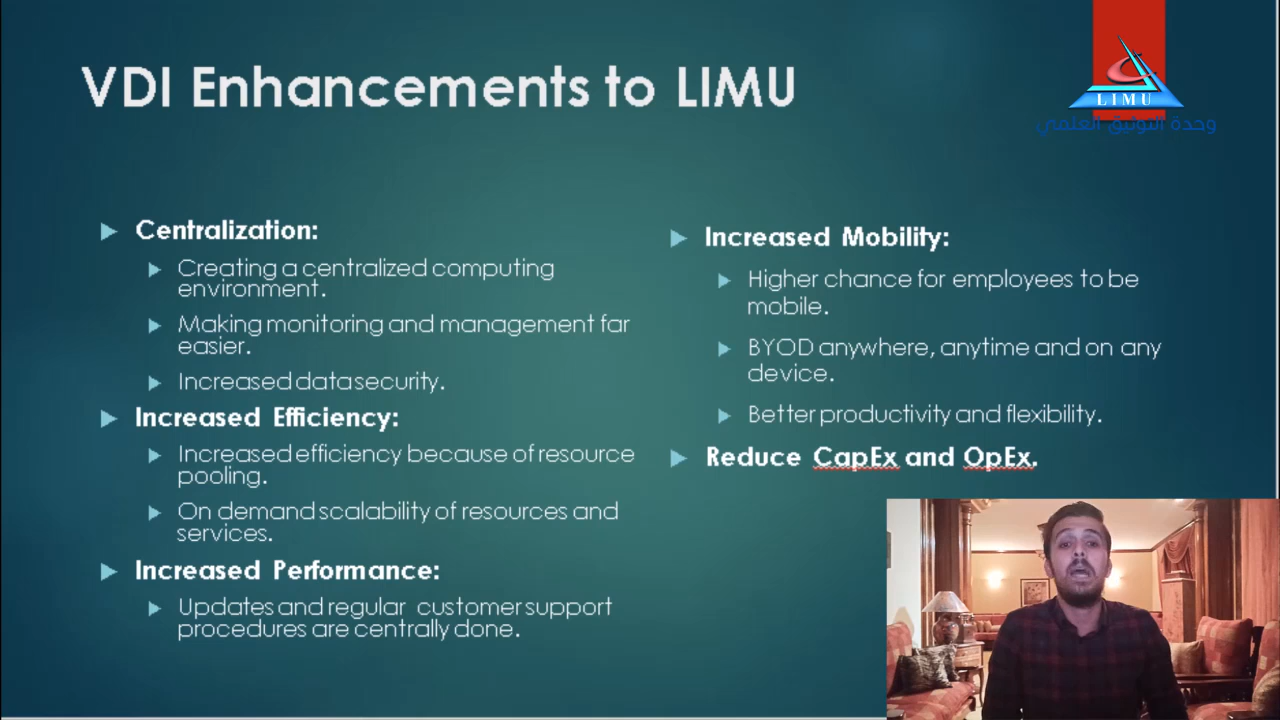 VDI Enhancements to LIMU
LIMU
وحدة التوثيق العلمي
Centralization:
Creating a centralized computing
environment.
Making monitoring and management far
easier.
Increased data security.
Increased Efficiency:
Increased efficiency because of resource
pooling.
On demand scalability of resources and
services.
Increased Performance:
Updates and regular customer support
procedures are centrally done.
Increased Mobility:
Higher chance for employees to be
mobile.
BYOD anywhere, anytime and on any
device.
Better productivity and flexibility.
Reduce CapEx and OpEx.